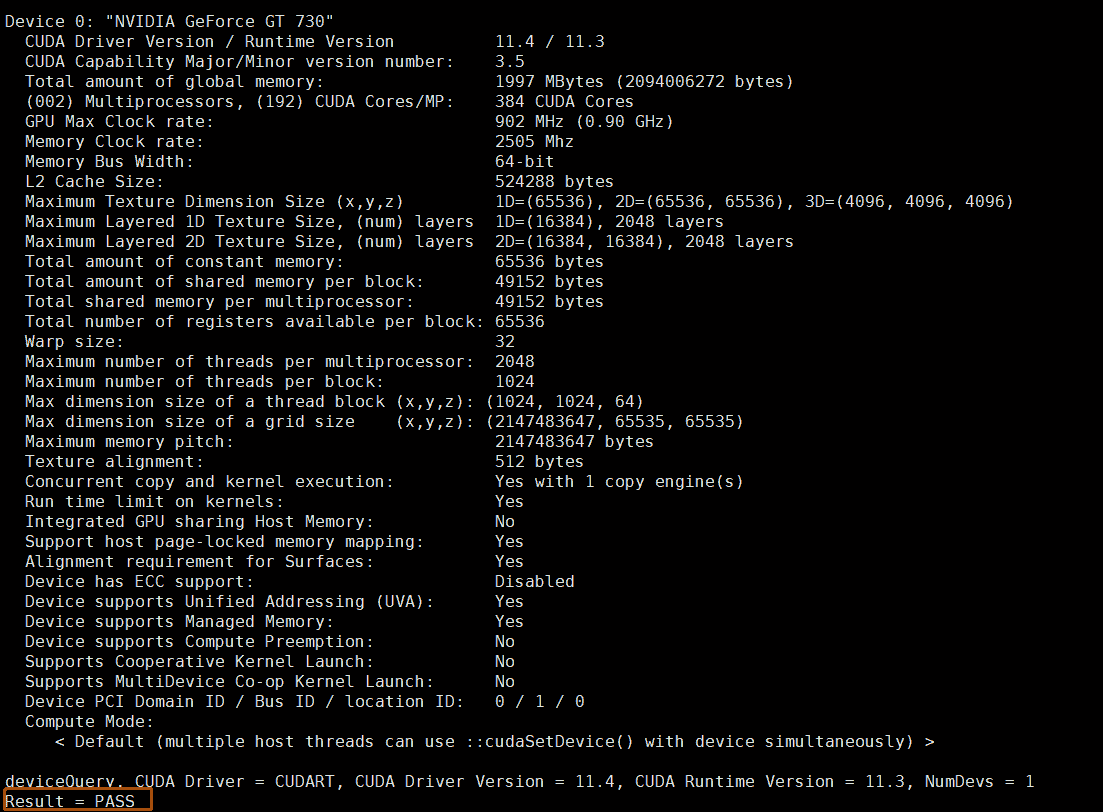 Device 0: "NVIDIA GeForce GT 730"
CUDA Driver Version / Runtime Version 11.4 / 11.3
CUDA Capability Major/Minor version number: 3.5
Total amount of global memory: 1997 MBytes (2094006272 bytes)
(002) Multiprocessors, (192) CUDA Cores/MP: 384 CUDA Cores
GPU Max Clock rate: 902 MHz (0.90 GHz)
Memory Clock rate: 2505 Mhz
Memory Bus Width: 64-bit
L2 Cache Size: 524288 bytes
Maximum Texture Dimension Size (x,y,z) 1D=(65536), 2D=(65536, 65536), 3D=(4096, 4096, 4096)
Maximum Layered 1D Texture Size, (num) layers 1D=(16384), 2048 layers
Maximum Layered 2D Texture Size, (num) layers 2D=(16384, 16384), 2048 layers
Total amount of constant memory: 65536 bytes
Total amount of shared memory per block: 49152 bytes
Total shared memory per multiprocessor: 49152 bytes
Total number of registers available per block: 65536
Warp size: 32
Maximum number of threads per multiprocessor: 2048
Maximum number of threads per block: 1024
Max dimension size of a thread block (x,y,z): (1024, 1024, 64)
Max dimension size of a grid size (x,y,z): (2147483647, 65535, 65535)
Maximum memory pitch: 2147483647 bytes
Texture alignment: 512 bytes
Concurrent copy and kernel execution: Yes with 1 copy engine(s)
Run time limit on kernels: Yes
Integrated GPU sharing Host Memory: No
Support host page-locked memory mapping: Yes
Alignment requirement for Surfaces: Yes
Device has ECC support: Disabled
Device supports Unified Addressing (UVA): Yes
Device supports Managed Memory: Yes
Device supports Compute Preemption: No
Supports Cooperative Kernel Launch: No
Supports MultiDevice Co-op Kernel Launch: No
Device PCI Domain ID / Bus ID / location ID: 0 / 1 / 0
Compute Mode:
< Default (multiple host threads can use ::cudaSetDevice() with device simultaneously) >
deviceQuery, CUDA Driver = CUDART, CUDA Driver Version = 11.4, CUDA Runtime Version = 11.3, NumDevs = 1
Result = PASS